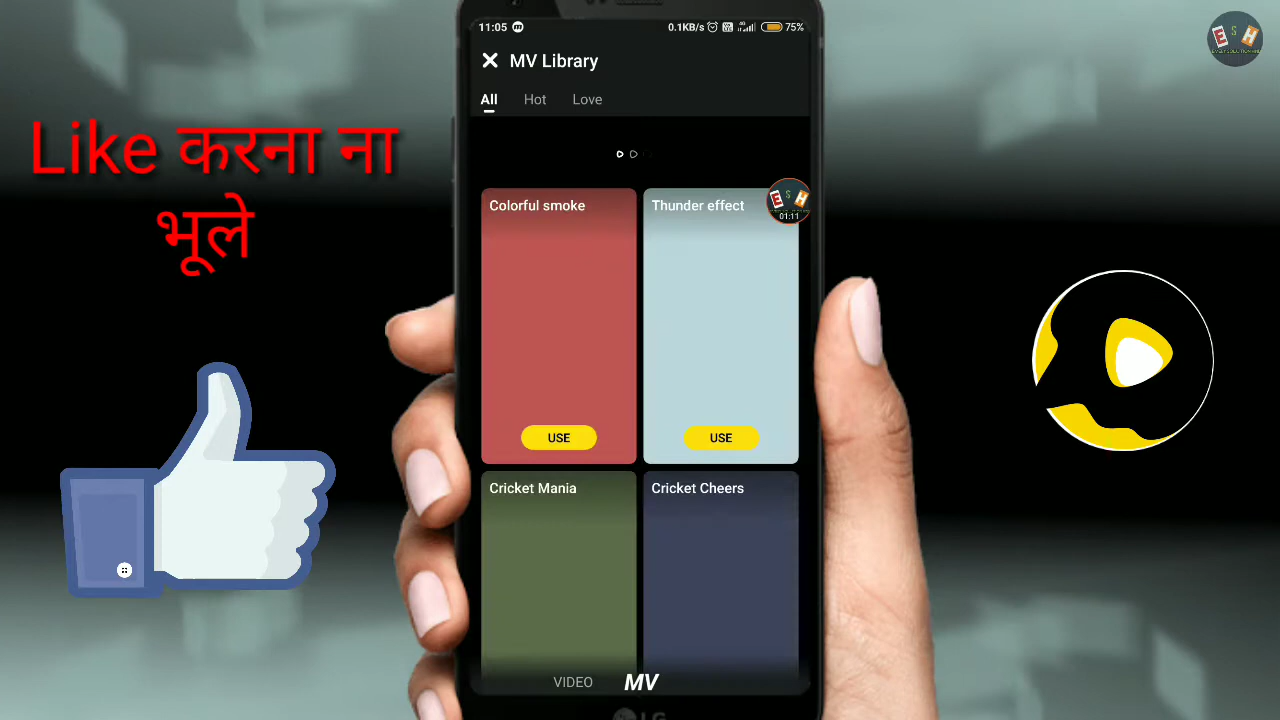 11:05
0.1KB/s
75%
E S H
MV Library
All Hot Love
Like करना ना
भूले
Colorful smoke
Thunder effect
E S H
01:11
USE
USE
Cricket Mania
Cricket Cheers
VIDEO MV
LG